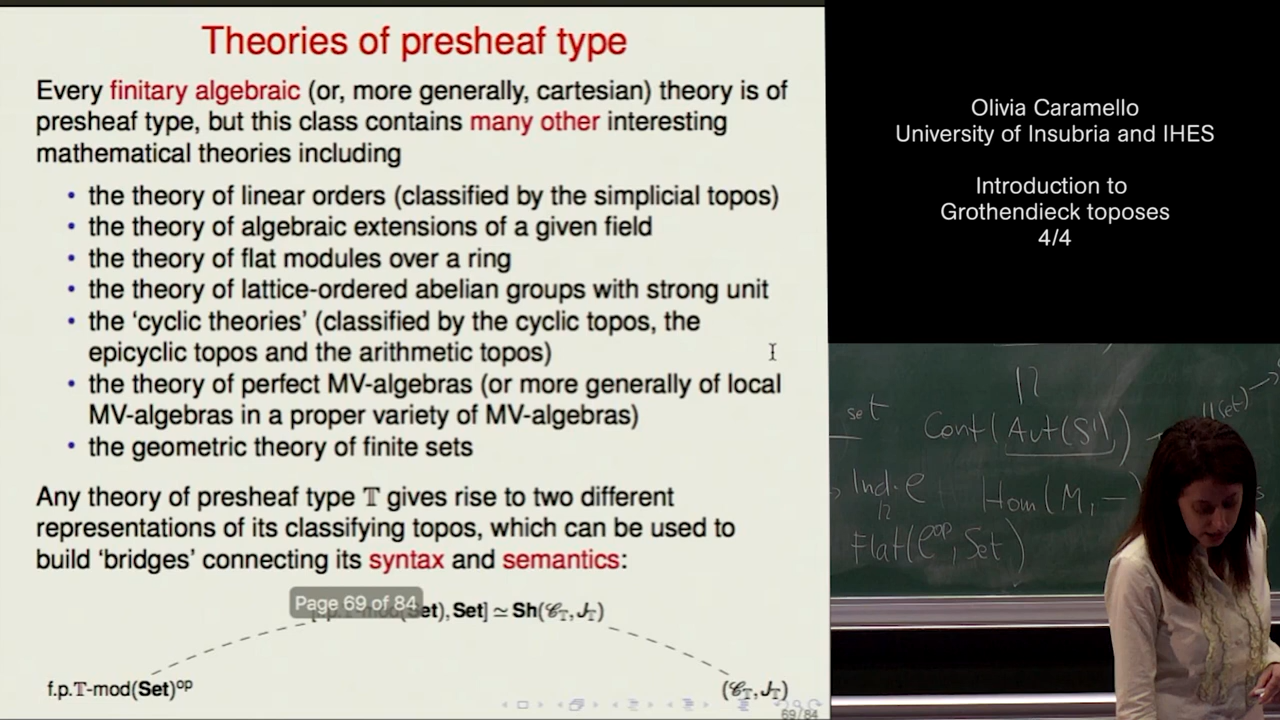 Theories of presheaf type
Every finitary algebraic (or, more generally, cartesian) theory is of
presheaf type, but this class contains many other interesting
mathematical theories including
• the theory of linear orders (classified by the simplicial topos)
• the theory of algebraic extensions of a given field
• the theory of flat modules over a ring
• the theory of lattice-ordered abelian groups with strong unit
• the ‘cyclic theories’ (classified by the cyclic topos, the
epicyclic topos and the arithmetic topos)
• the theory of perfect MV-algebras (or more generally of local
MV-algebras in a proper variety of MV-algebras)
• the geometric theory of finite sets
Any theory of presheaf type 𝕋 gives rise to two different
representations of its classifying topos, which can be used to
build ‘bridges’ connecting its syntax and semantics:
Page 69 of 84
Set] ≃ Sh(𝒞_𝕋, J_𝕋)
f.p.𝕋-mod(Set)^op
(𝒞_𝕋, J_𝕋)
69/84
Olivia Caramello
University of Insubria and IHES
Introduction to
Grothendieck toposes
4/4
set
Cont(Aut(S),)
Ind-C
Hom(M,-)
Flat(C^op, Set)